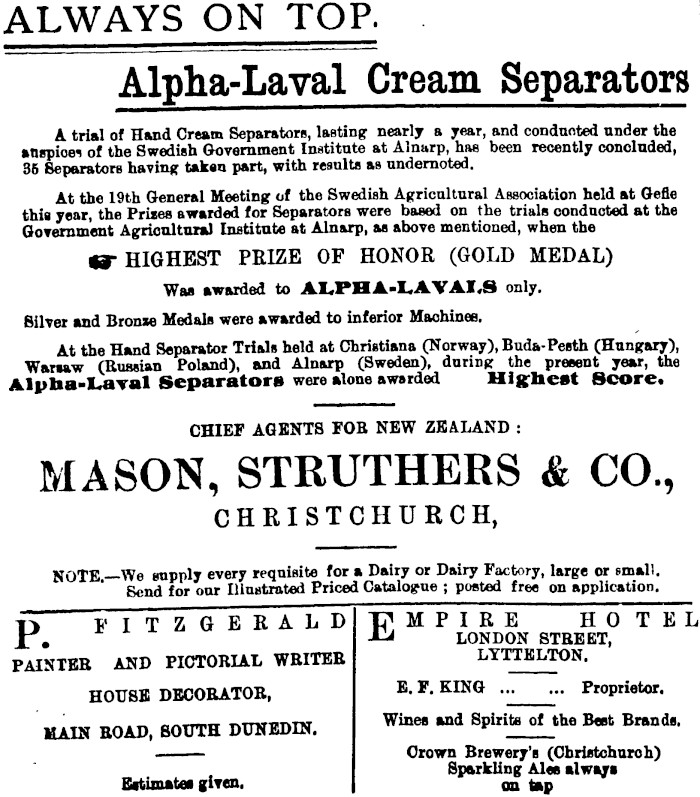 ALWAYS ON TOP.
Alpha-Laval Cream Separators
A trial of Hand Cream Separators, lasting nearly a year, and conducted under the
auspices of the Swedish Government Institute at Alnarp, has been recently concluded,
35 Separators having taken part, with results as undernoted.
At the 19th General Meeting of the Swedish Agricultural Association held at Gefle
this year, the Prizes awarded for Separators were based on the trials conducted at the
Government Agricultural Institute at Alnarp, as above mentioned, when the
☛ HIGHEST PRIZE OF HONOR (GOLD MEDAL)
Was awarded to ALPHA-LAVALS only.
Silver and Bronze Medals were awarded to inferior Machines.
At the Hand Separator Trials held at Christiana (Norway), Buda-Pesth (Hungary),
Warsaw (Russian Poland), and Alnarp (Sweden), during the present year, the
Alpha-Laval Separators were alone awarded Highest Score.
CHIEF AGENTS FOR NEW ZEALAND:
MASON, STRUTHERS & CO.,
CHRISTCHURCH,
NOTE.—We supply every requisite for a Dairy or Dairy Factory, large or small.
Send for our Illustrated Priced Catalogue; posted free on application.
P. FITZGERALD
PAINTER AND PICTORIAL WRITER
HOUSE DECORATOR,
MAIN ROAD, SOUTH DUNEDIN.
Estimates given.
EMPIRE HOTEL
LONDON STREET,
LYTTELTON.
E. F. KING ... ... Proprietor.
Wines and Spirits of the Best Brands.
Crown Brewery's (Christchurch)
Sparkling Ales always
on tap